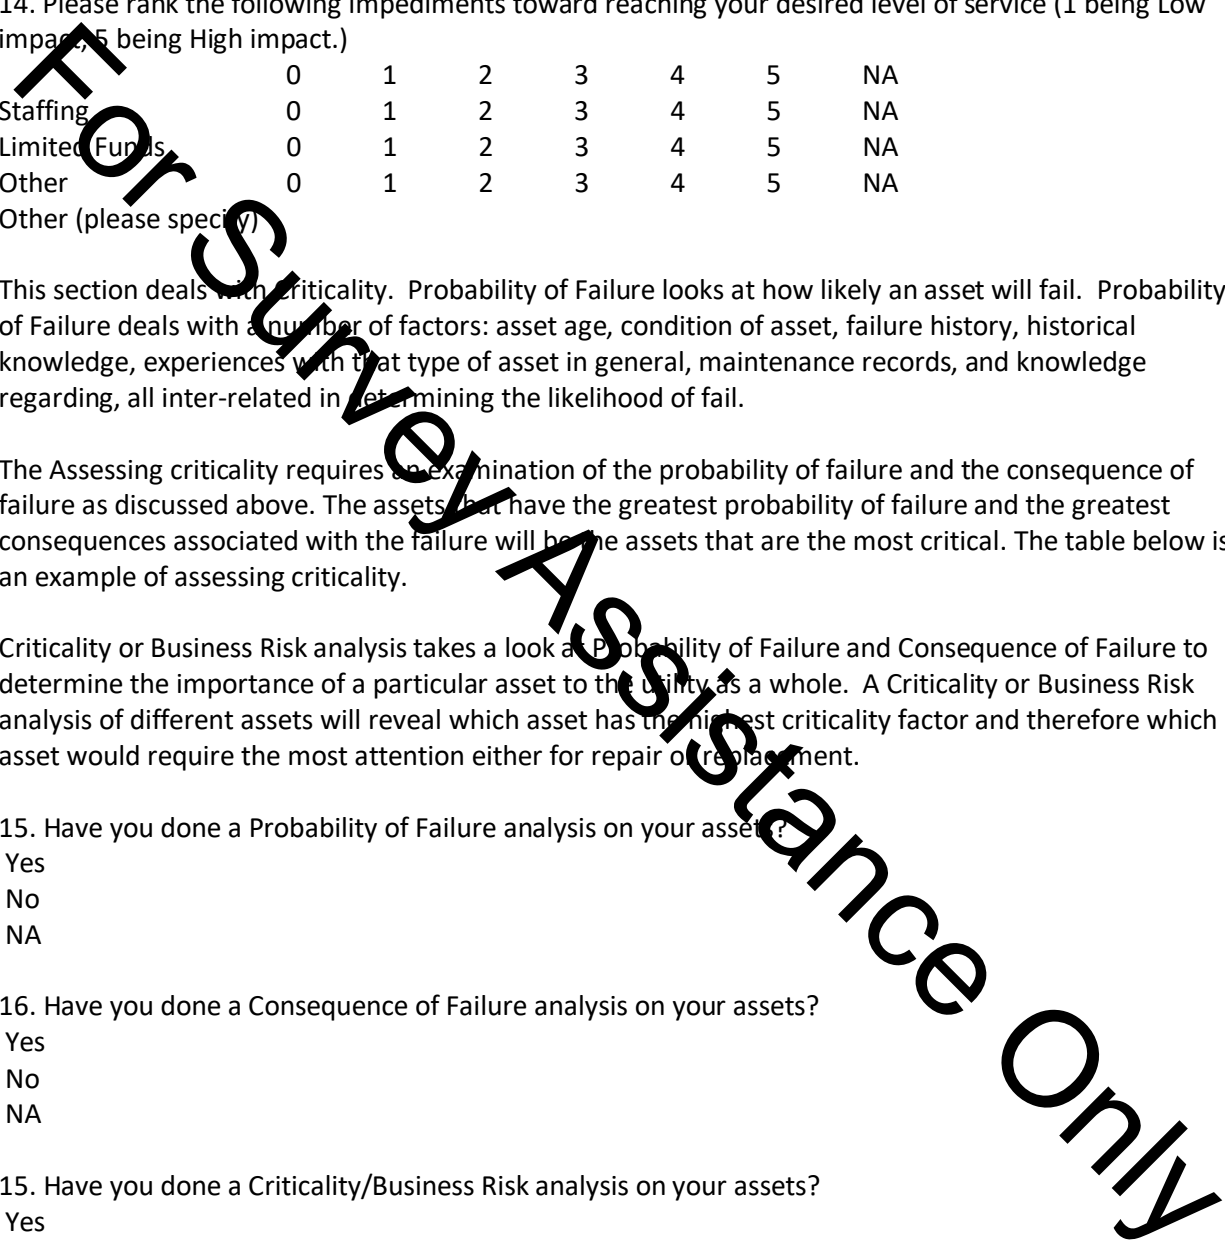 14. Please rank the following impediments toward reaching your desired level of service (1 being Low
impact, 5 being High impact.)
0 1 2 3 4 5 NA
Staffing 0 1 2 3 4 5 NA
Limited Funds 0 1 2 3 4 5 NA
Other 0 1 2 3 4 5 NA
Other (please specify)
This section deals with Criticality.  Probability of Failure looks at how likely an asset will fail.  Probability
of Failure deals with a number of factors: asset age, condition of asset, failure history, historical
knowledge, experiences with that type of asset in general, maintenance records, and knowledge
regarding, all inter-related in determining the likelihood of fail.
The Assessing criticality requires an examination of the probability of failure and the consequence of
failure as discussed above. The assets that have the greatest probability of failure and the greatest
consequences associated with the failure will be the assets that are the most critical. The table below is
an example of assessing criticality.
Criticality or Business Risk analysis takes a look at Probability of Failure and Consequence of Failure to
determine the importance of a particular asset to the utility as a whole.  A Criticality or Business Risk
analysis of different assets will reveal which asset has the highest criticality factor and therefore which
asset would require the most attention either for repair or replacement.
15. Have you done a Probability of Failure analysis on your assets?
Yes
No
NA
16. Have you done a Consequence of Failure analysis on your assets?
Yes
No
NA
15. Have you done a Criticality/Business Risk analysis on your assets?
Yes
For Survey Assistance Only